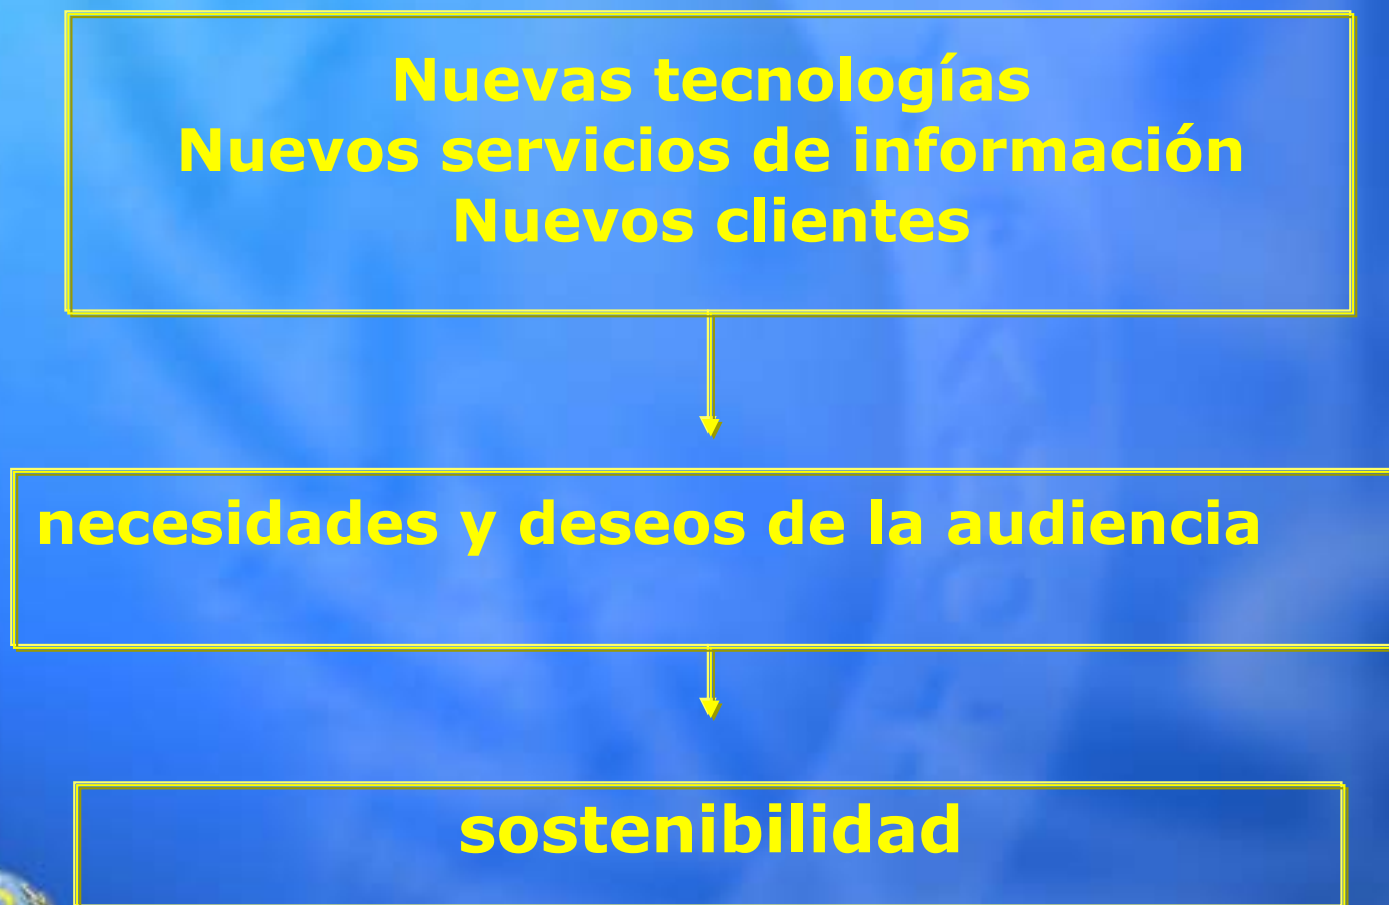 Nuevas tecnologías
Nuevos servicios de información
Nuevos clientes
necesidades y deseos de la audiencia
sostenibilidad